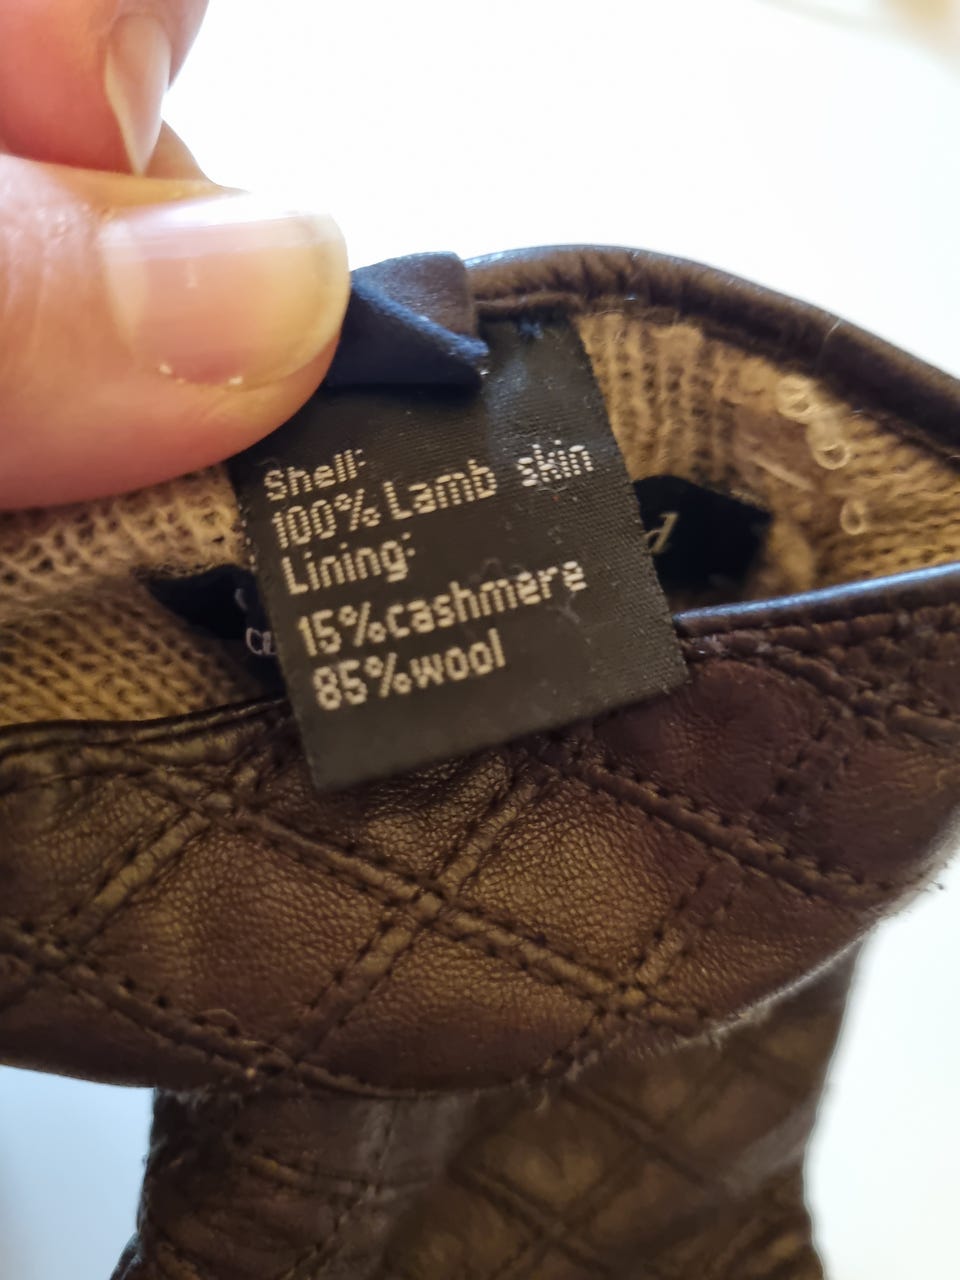 Shell:
100% Lamb skin
Lining:
15%cashmere
85%wool